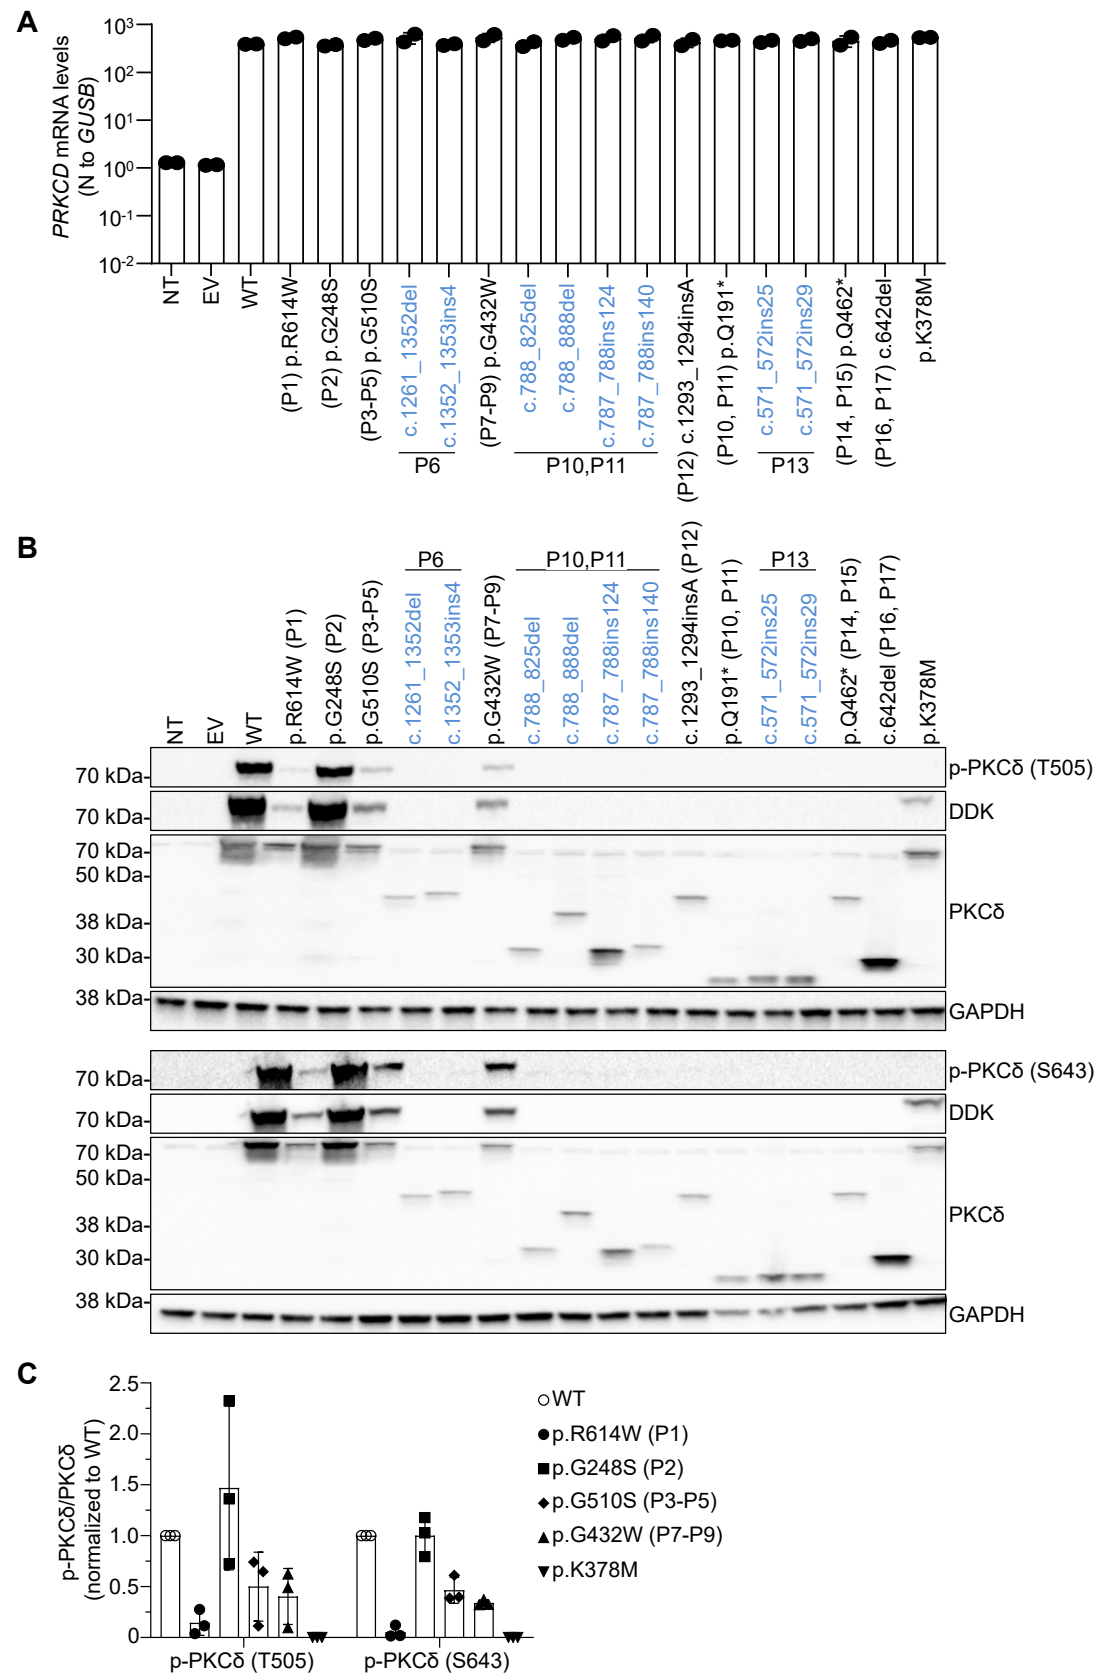 A
PRKCD mRNA levels
(N to GUSB)
10³
10²
10¹
10⁰
10⁻¹
10⁻²
NT
EV
WT
(P1) p.R614W
(P2) p.G248S
(P3-P5) p.G510S
c.1261_1352del
c.1352_1353ins4
P6
(P7-P9) p.G432W
c.788_825del
c.788_888del
c.787_788ins124
c.787_788ins140
P10,P11
(P12) c.1293_1294insA
(P10, P11) p.Q191*
c.571_572ins25
c.571_572ins29
P13
(P14, P15) p.Q462*
(P16, P17) c.642del
p.K378M
B
NT
EV
WT
p.R614W (P1)
p.G248S (P2)
p.G510S (P3-P5)
P6
c.1261_1352del
c.1352_1353ins4
p.G432W (P7-P9)
P10,P11
c.788_825del
c.788_888del
c.787_788ins124
c.787_788ins140
c.1293_1294insA (P12)
p.Q191* (P10, P11)
P13
c.571_572ins25
c.571_572ins29
p.Q462* (P14, P15)
c.642del (P16, P17)
p.K378M
70 kDa-
p-PKCδ (T505)
70 kDa-
DDK
70 kDa-
50 kDa-
38 kDa-
30 kDa-
PKCδ
38 kDa-
GAPDH
70 kDa-
p-PKCδ (S643)
70 kDa-
DDK
70 kDa-
50 kDa-
38 kDa-
30 kDa-
PKCδ
38 kDa-
GAPDH
C
p-PKCδ/PKCδ
(normalized to WT)
2.5
2.0
1.5
1.0
0.5
0
p-PKCδ (T505)
p-PKCδ (S643)
WT
p.R614W (P1)
p.G248S (P2)
p.G510S (P3-P5)
p.G432W (P7-P9)
p.K378M